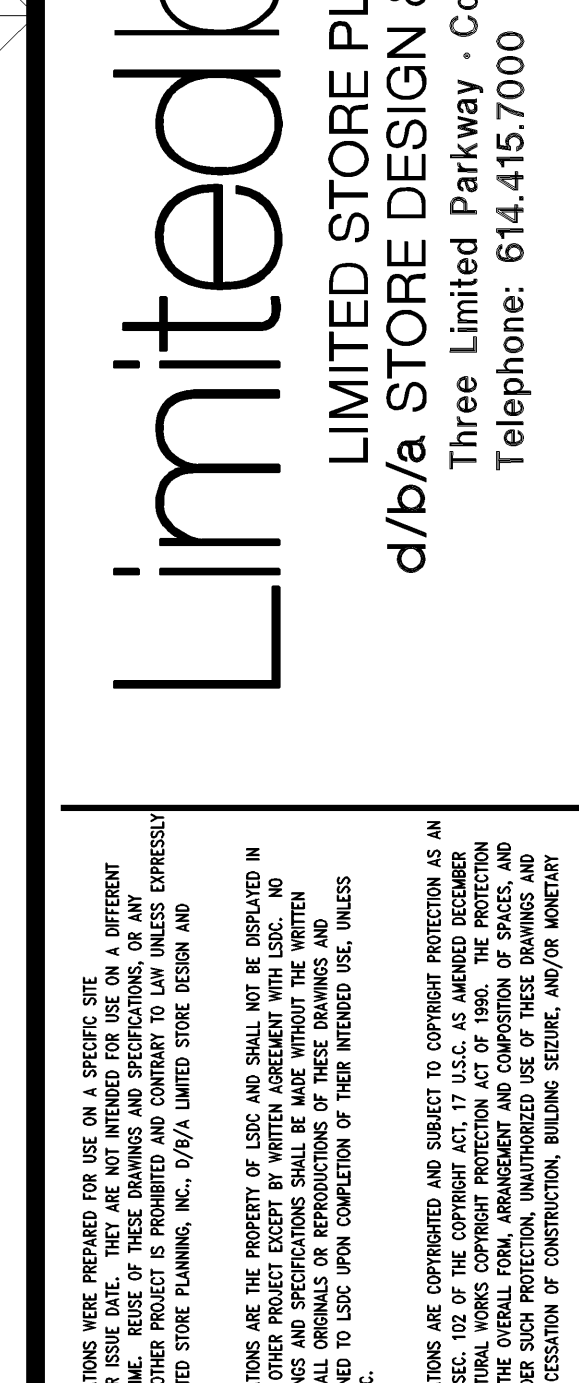 Limitedb
LIMITED STORE PL
d/b/a STORE DESIGN &
Three Limited Parkway · Co
Telephone: 614.415.7000
TIONS WERE PREPARED FOR USE ON A SPECIFIC SITE
R ISSUE DATE. THEY ARE NOT INTENDED FOR USE ON A DIFFERENT
IME. REUSE OF THESE DRAWINGS AND SPECIFICATIONS, OR ANY
OTHER PROJECT IS PROHIBITED AND CONTRARY TO LAW UNLESS EXPRESSLY
TED STORE PLANNING, INC., D/B/A LIMITED STORE DESIGN AND
TIONS ARE THE PROPERTY OF LSDC AND SHALL NOT BE DISPLAYED IN
OTHER PROJECT EXCEPT BY WRITTEN AGREEMENT WITH LSDC. NO
NGS AND SPECIFICATIONS SHALL BE MADE WITHOUT THE WRITTEN
ALL ORIGINALS OR REPRODUCTIONS OF THESE DRAWINGS AND
NED TO LSDC UPON COMPLETION OF THEIR INTENDED USE, UNLESS
C.
TIONS ARE COPYRIGHTED AND SUBJECT TO COPYRIGHT PROTECTION AS AN
SEC. 102 OF THE COPYRIGHT ACT, 17 U.S.C. AS AMENDED DECEMBER
TURAL WORKS COPYRIGHT PROTECTION ACT OF 1990. THE PROTECTION
THE OVERALL FORM, ARRANGEMENT AND COMPOSITION OF SPACES, AND
DER SUCH PROTECTION, UNAUTHORIZED USE OF THESE DRAWINGS AND
CESSATION OF CONSTRUCTION, BUILDING SEIZURE, AND/OR MONETARY